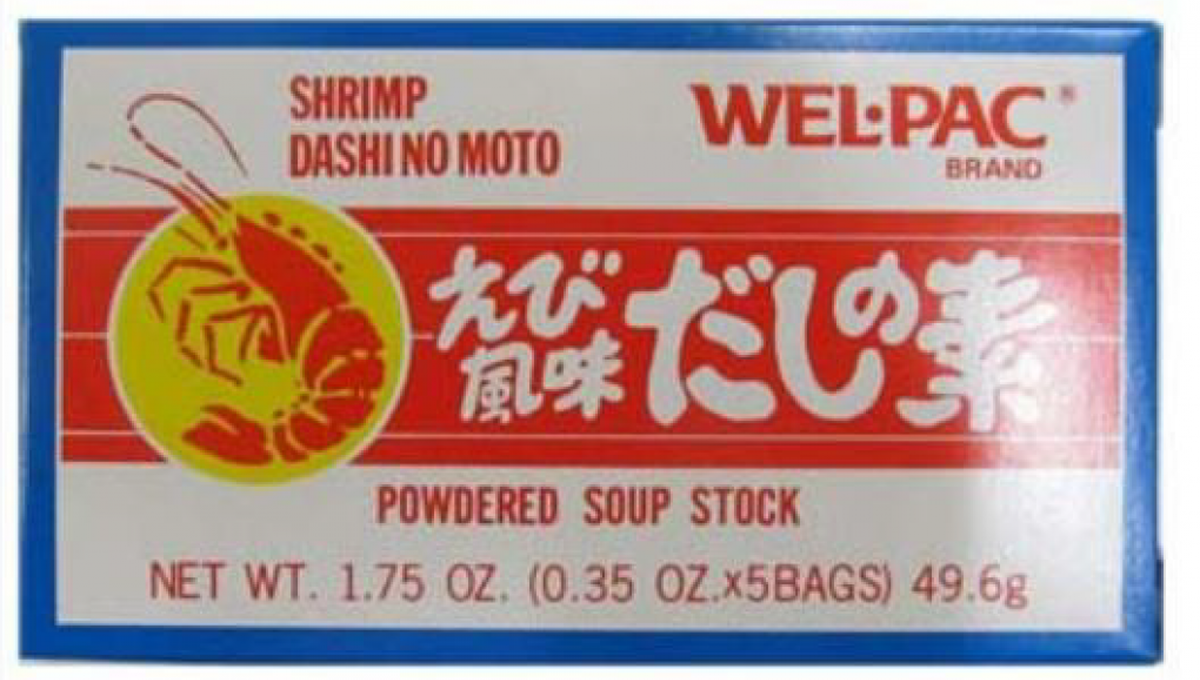 SHRIMP
DASHI NO MOTO
WEL·PAC®
BRAND
えび
風味
だしの素
POWDERED SOUP STOCK
NET WT. 1.75 OZ. (0.35 OZ.x5BAGS) 49.6g